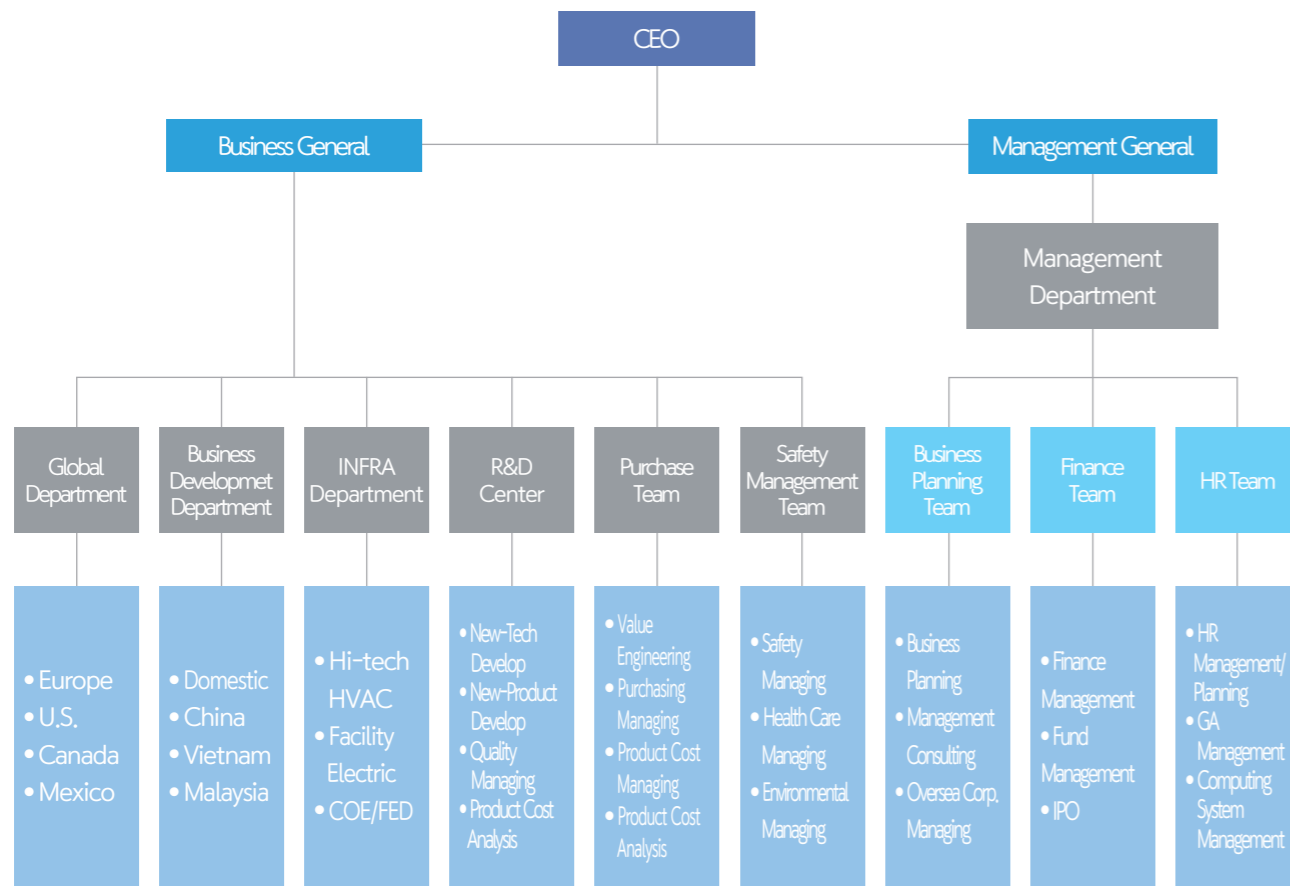 CEO
Business General
Management General
Management
Department
Global
Department
Business
Developmet
Department
INFRA
Department
R&D
Center
Purchase
Team
Safety
Management
Team
Business
Planning
Team
Finance
Team
HR Team
• Europe
• U.S.
• Canada
• Mexico
• Domestic
• China
• Vietnam
• Malaysia
• Hi-tech
HVAC
• Facility
Electric
• COE/FED
• New-Tech
Develop
• New-Product
Develop
• Quality
Managing
• Product Cost
Analysis
• Value
Engineering
• Purchasing
Managing
• Product Cost
Managing
• Product Cost
Analysis
• Safety
Managing
• Health Care
Managing
• Environmental
Managing
• Business
Planning
• Management
Consulting
• Oversea Corp.
Managing
• Finance
Management
• Fund
Management
• IPO
• HR
Management/
Planning
• GA
Management
• Computing
System
Management